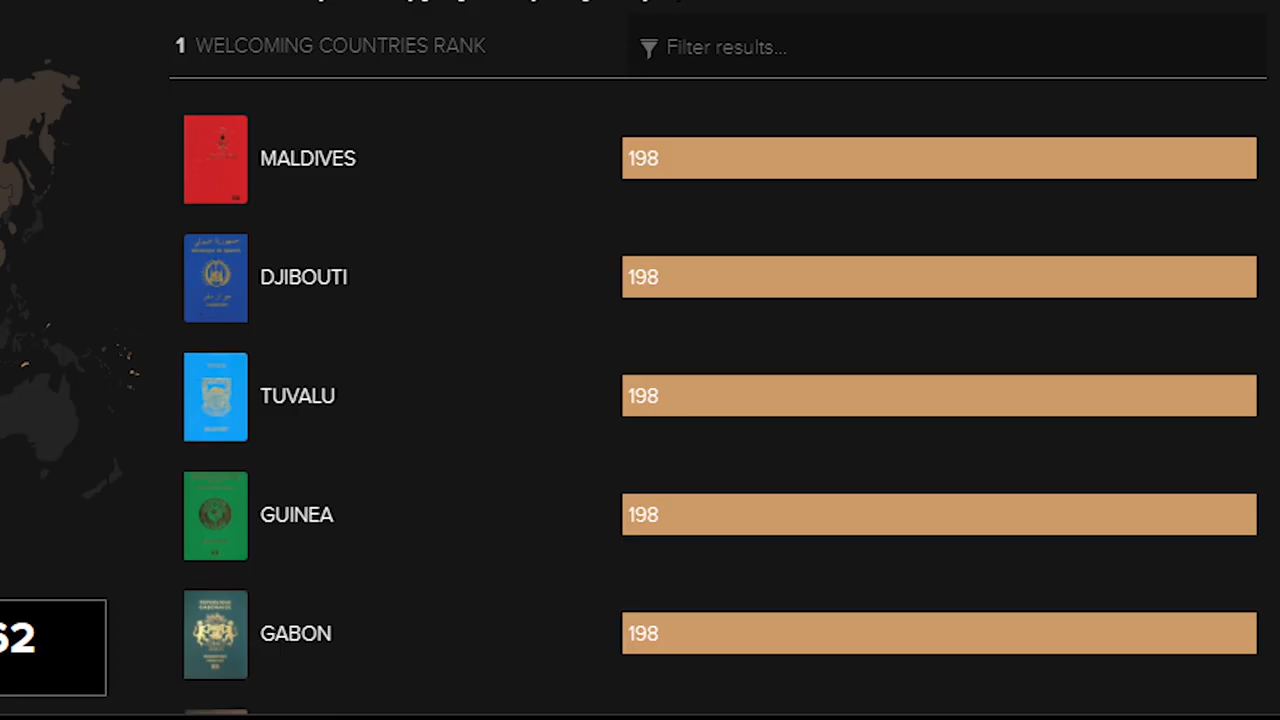 1 WELCOMING COUNTRIES RANK
Filter results...
MALDIVES
198
DJIBOUTI
198
TUVALU
198
GUINEA
198
GABON
198